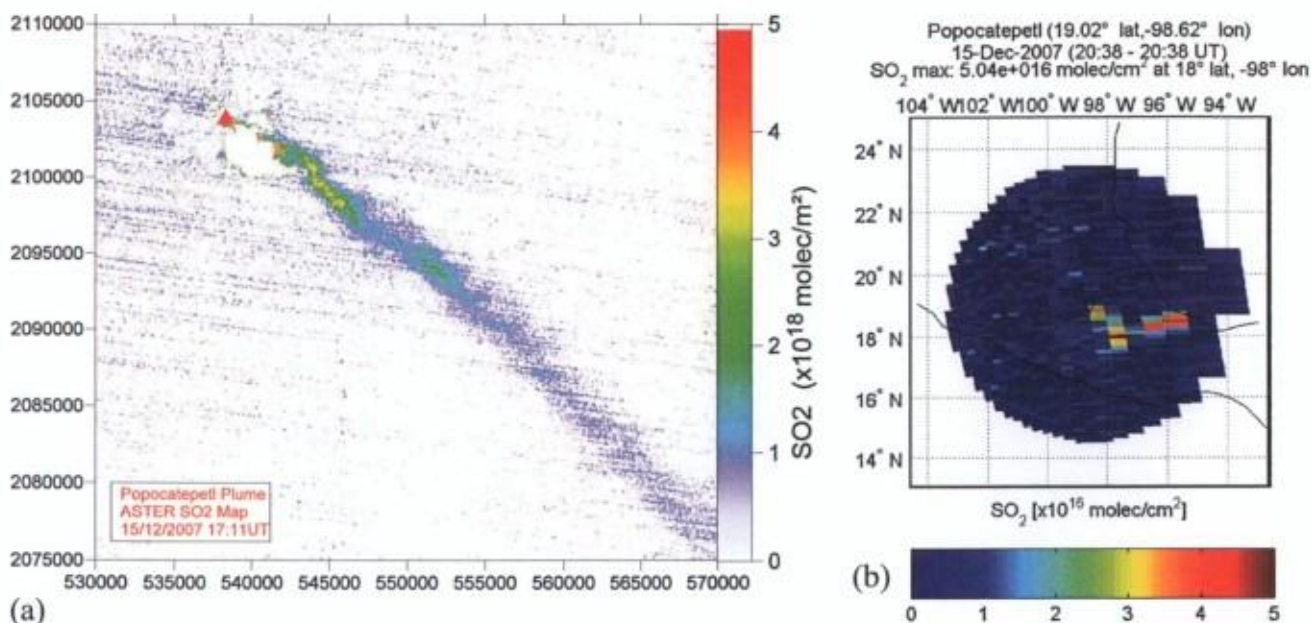 2110000
2105000
2100000
2095000
2090000
2085000
2080000
2075000
530000 535000 540000 545000 550000 555000 560000 565000 570000
Popocatepetl Plume
ASTER SO2 Map
15/12/2007 17:11UT
5
4
3
2
1
0
SO2 (x10¹⁸ molec/m²)
(a)
Popocatepetl (19.02° lat,-98.62° lon)
15-Dec-2007 (20:38 - 20:38 UT)
SO₂ max: 5.04e+016 molec/cm² at 18° lat, -98° lon
104° W 102° W 100° W 98° W 96° W 94° W
24° N
22° N
20° N
18° N
16° N
14° N
SO₂ [x10¹⁶ molec/cm²]
(b)
0 1 2 3 4 5